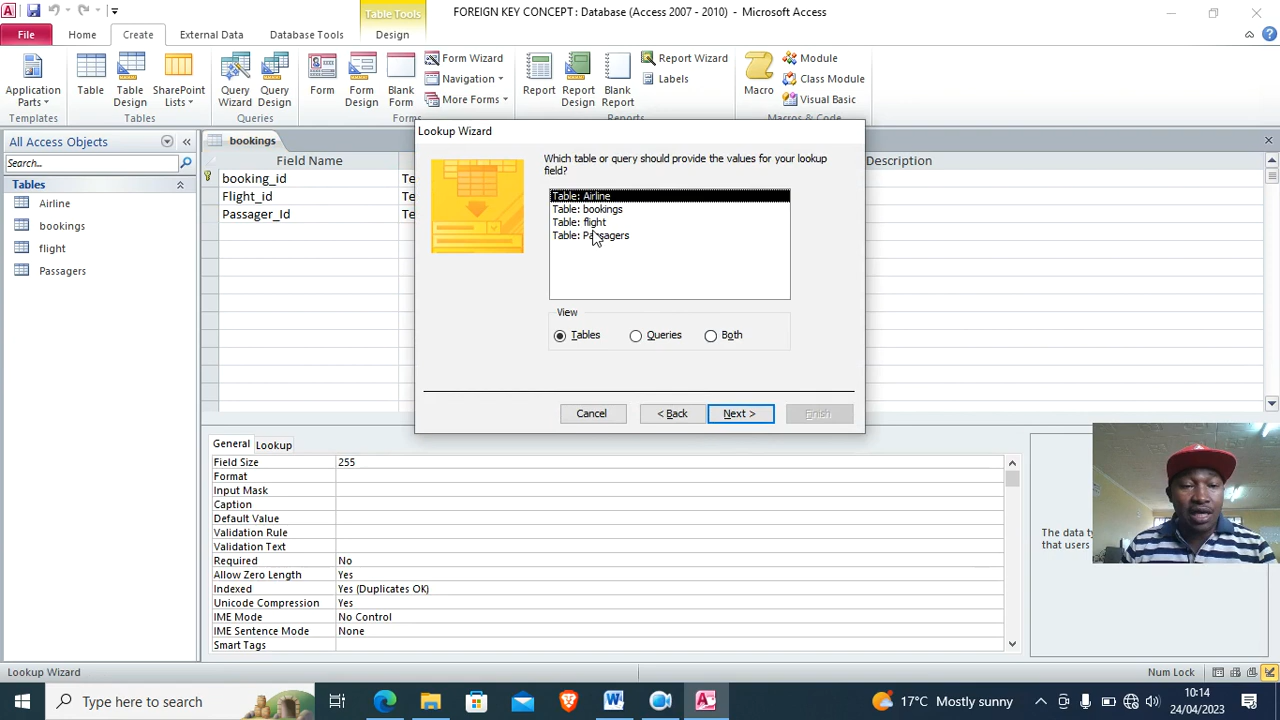 Table Tools
FOREIGN KEY CONCEPT : Database (Access 2007 - 2010) - Microsoft Access
File
Home
Create
External Data
Database Tools
Design
Application
Parts
Templates
Table
Table
Design
SharePoint
Lists
Tables
Query
Wizard
Query
Design
Queries
Form
Form
Design
Blank
Form
Form Wizard
Navigation
More Forms
Forms
Report
Report
Design
Blank
Report
Report Wizard
Labels
Reports
Macro
Module
Class Module
Visual Basic
Macros & Code
All Access Objects
Search...
Tables
Airline
bookings
flight
Passagers
bookings
Field Name
Description
booking_id
Te
Flight_id
Te
Passager_Id
Te
Lookup Wizard
Which table or query should provide the values for your lookup
field?
Table: Airline
Table: bookings
Table: flight
Table: Passagers
View
Tables
Queries
Both
Cancel
< Back
Next >
Finish
General
Lookup
Field Size 255
Format
Input Mask
Caption
Default Value
Validation Rule
Validation Text
Required No
Allow Zero Length Yes
Indexed Yes (Duplicates OK)
Unicode Compression Yes
IME Mode No Control
IME Sentence Mode None
Smart Tags
The data ty
that users
Lookup Wizard
Num Lock
Type here to search
17°C Mostly sunny
10:14
24/04/2023